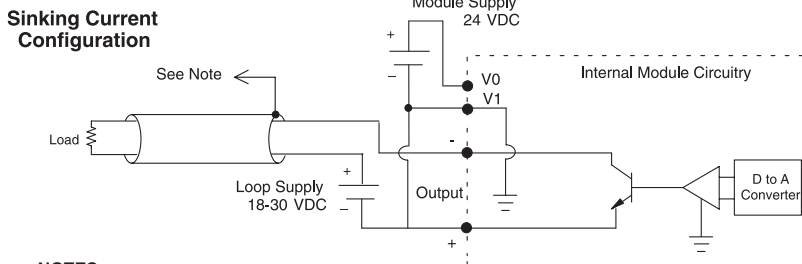 Module Supply
24 VDC
Sinking Current
Configuration
+
–
See Note
V0
V1
Internal Module Circuitry
Load
-
+
Loop Supply
18-30 VDC
–
Output
D to A
Converter
+
NOTES